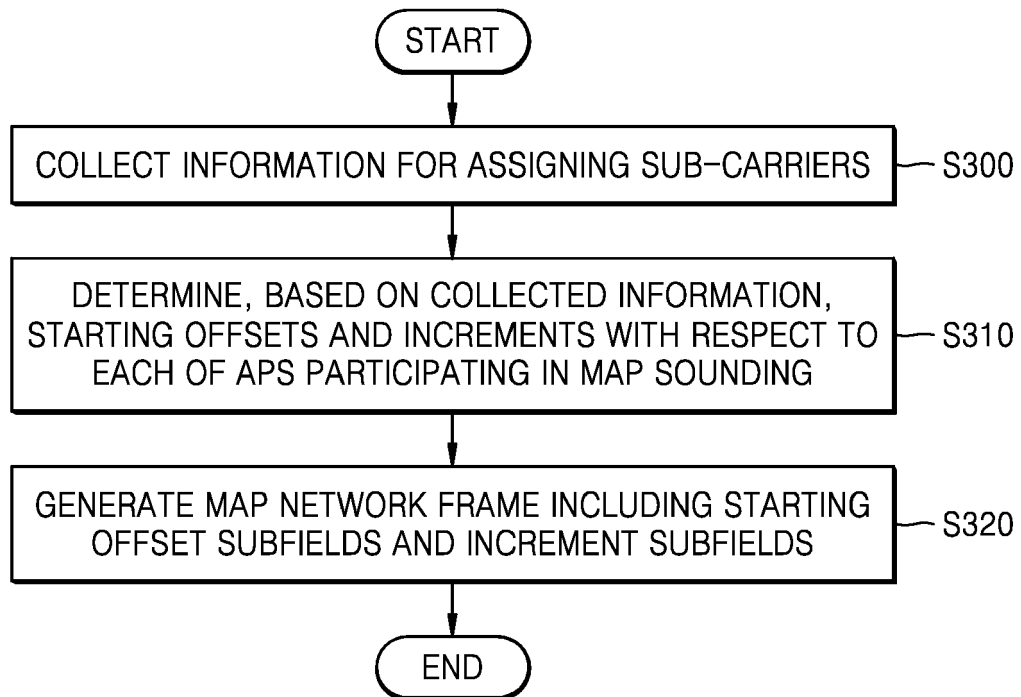 START
COLLECT INFORMATION FOR ASSIGNING SUB-CARRIERS
S300
DETERMINE, BASED ON COLLECTED INFORMATION,
STARTING OFFSETS AND INCREMENTS WITH RESPECT TO
EACH OF APS PARTICIPATING IN MAP SOUNDING
S310
GENERATE MAP NETWORK FRAME INCLUDING STARTING
OFFSET SUBFIELDS AND INCREMENT SUBFIELDS
S320
END